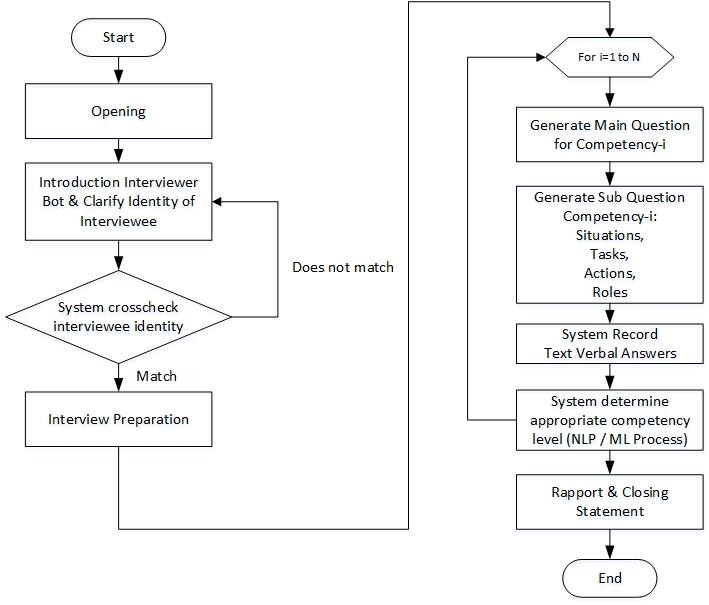 Start
Opening
Introduction Interviewer
Bot & Clarify Identity of
Interviewee
Does not match
System crosscheck
interviewee identity
Match
Interview Preparation
For i=1 to N
Generate Main Question
for Competency-i
Generate Sub Question
Competency-i:
Situations,
Tasks,
Actions,
Roles
System Record
Text Verbal Answers
System determine
appropriate competency
level (NLP / ML Process)
Rapport & Closing
Statement
End